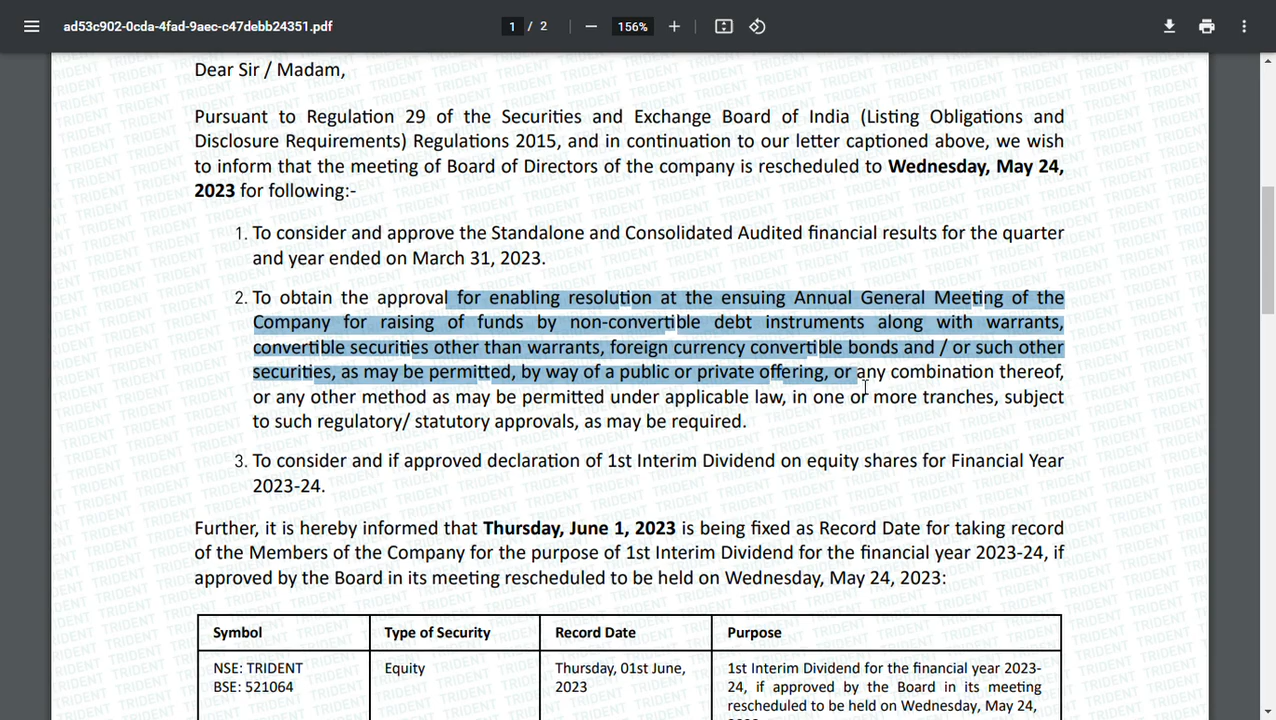 ad53c902-0cda-4fad-9aec-c47debb24351.pdf
1 / 2
156%
Dear Sir / Madam,
Pursuant to Regulation 29 of the Securities and Exchange Board of India (Listing Obligations and
Disclosure Requirements) Regulations 2015, and in continuation to our letter captioned above, we wish
to inform that the meeting of Board of Directors of the company is rescheduled to Wednesday, May 24,
2023 for following:-
1. To consider and approve the Standalone and Consolidated Audited financial results for the quarter
and year ended on March 31, 2023.
2. To obtain the approval for enabling resolution at the ensuing Annual General Meeting of the
Company for raising of funds by non-convertible debt instruments along with warrants,
convertible securities other than warrants, foreign currency convertible bonds and / or such other
securities, as may be permitted, by way of a public or private offering, or any combination thereof,
or any other method as may be permitted under applicable law, in one or more tranches, subject
to such regulatory/ statutory approvals, as may be required.
3. To consider and if approved declaration of 1st Interim Dividend on equity shares for Financial Year
2023-24.
Further, it is hereby informed that Thursday, June 1, 2023 is being fixed as Record Date for taking record
of the Members of the Company for the purpose of 1st Interim Dividend for the financial year 2023-24, if
approved by the Board in its meeting rescheduled to be held on Wednesday, May 24, 2023:
Symbol Type of Security Record Date Purpose
NSE: TRIDENT Equity Thursday, 01st June, 1st Interim Dividend for the financial year 2023-
BSE: 521064 2023 24, if approved by the Board in its meeting
rescheduled to be held on Wednesday, May 24,